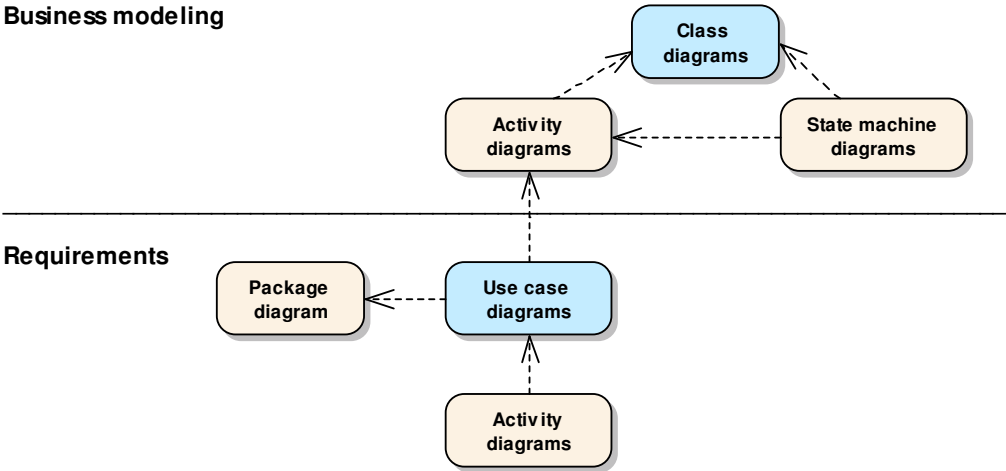 Business modeling
Class
diagrams
Activity
diagrams
State machine
diagrams
Requirements
Package
diagram
Use case
diagrams
Activity
diagrams